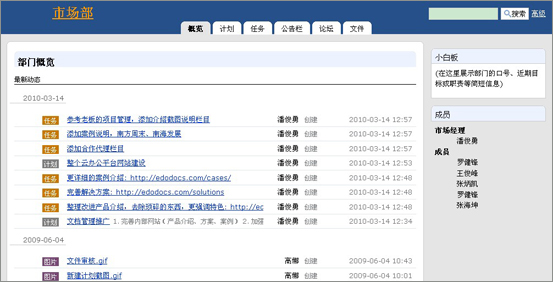 市场部
搜索 高级
概览 计划 任务 公告栏 论坛 文件
部门概览
最新动态
2010-03-14
任务 参考老板的项目管理，添加介绍截图说明栏目 潘俊勇 创建 2010-03-14 12:57
任务 添加案例说明，南方周末、南海发展 潘俊勇 创建 2010-03-14 12:57
任务 添加合作代理栏目 潘俊勇 创建 2010-03-14 12:57
计划 整个云办公平台网站建设 潘俊勇 创建 2010-03-14 12:53
任务 更详细的案例介绍: http://edodocs.com/cases/ 潘俊勇 创建 2010-03-14 12:46
任务 完善解决方案: http://edodocs.com/solutions 潘俊勇 创建 2010-03-14 12:46
任务 整理改进产品介绍，去除琐碎的东西，更强调特色: http://ec 潘俊勇 创建 2010-03-14 12:46
计划 文档管理推广 1.完善内部网站（产品介绍、方案、案例） 2.加强 潘俊勇 创建 2010-03-14 12:34
2009-06-04
图片 文件审核.gif 高懈 创建 2009-06-04 10:43
图片 新建计划截图.gif 高懈 创建 2009-06-04 10:01
小白板
(在这里展示部门的口号、近期目
标或职责等简短信息)
成员
市场经理
潘俊勇
成员
罗健锋
王俊峰
张炳凯
罗健锋
张海坤